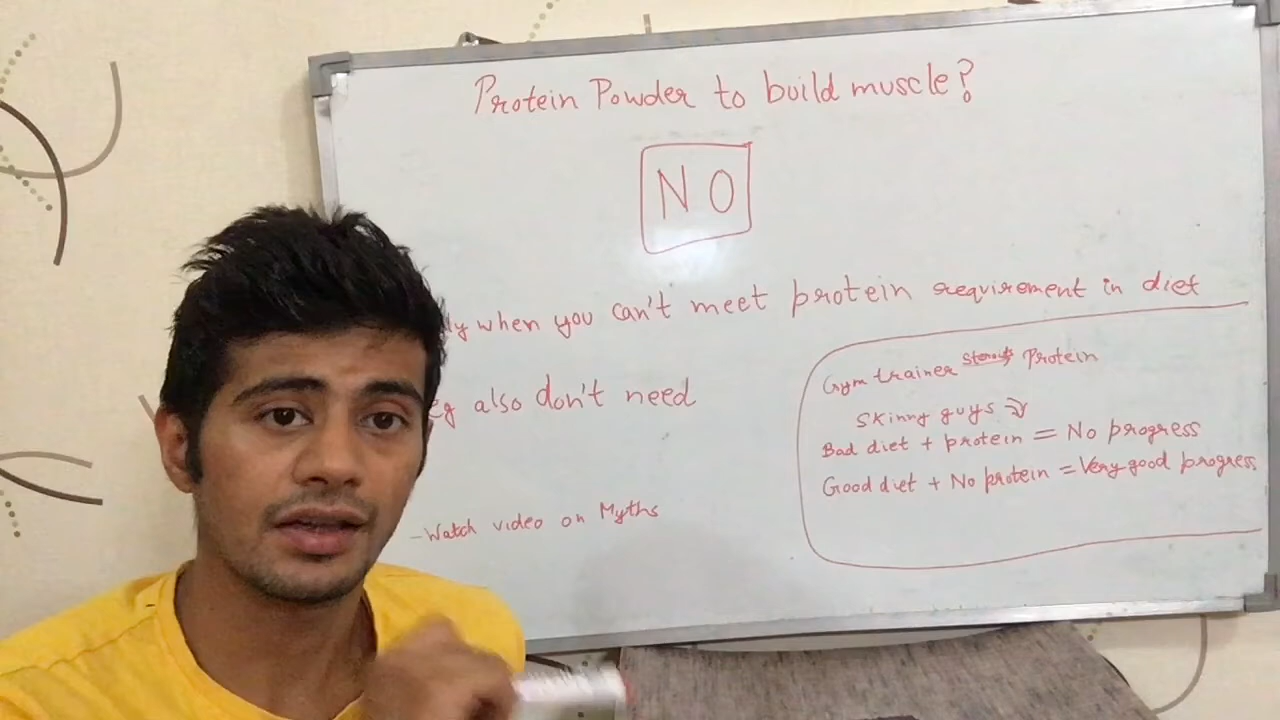 Protein Powder to build muscle?
NO
when you can't meet protein requirement in diet
also don't need
- Watch video on Myths
Gym trainer Protein
Skinny guys
Bad diet + protein = No progress
Good diet + No protein = Very good progress